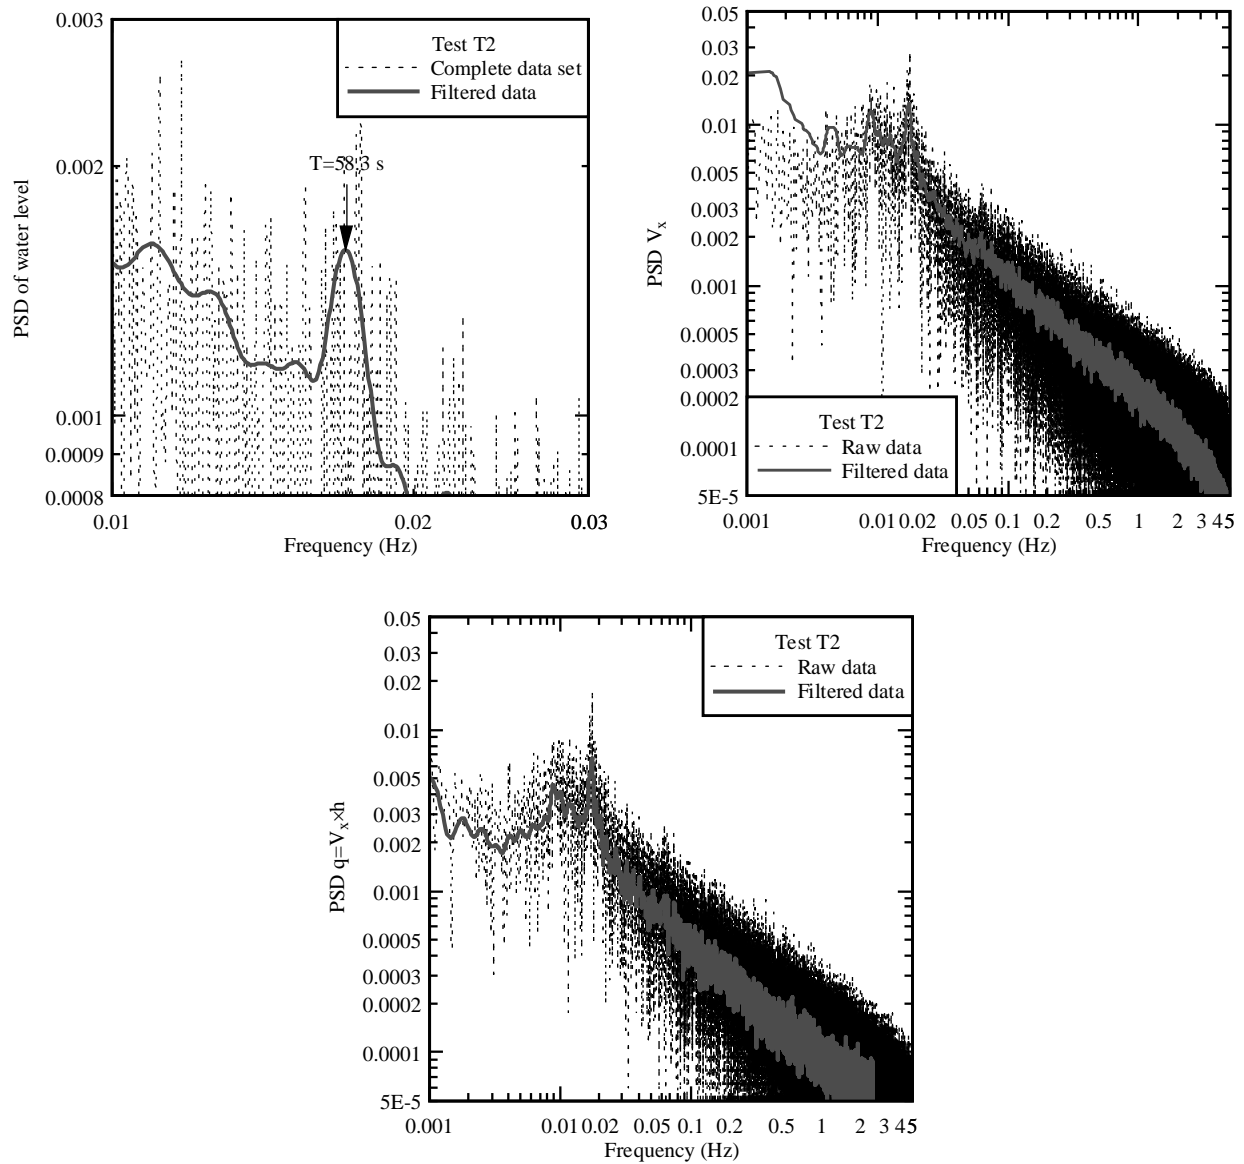 0.003
0.002
0.001
0.0009
0.0008
PSD of water level
Test T2
Complete data set
Filtered data
T=58.3 s
0.01
0.02
0.03
Frequency (Hz)
0.05
0.03
0.02
0.01
0.005
0.003
0.002
0.001
0.0005
0.0003
0.0002
0.0001
5E-5
PSD Vₓ
Test T2
Raw data
Filtered data
0.001 0.01 0.02 0.05 0.1 0.2 0.5 1 2 3 4 5
Frequency (Hz)
0.05
0.03
0.02
0.01
0.005
0.003
0.002
0.001
0.0005
0.0003
0.0002
0.0001
5E-5
PSD q=Vₓ×h
Test T2
Raw data
Filtered data
0.001 0.01 0.02 0.05 0.1 0.2 0.5 1 2 3 4 5
Frequency (Hz)